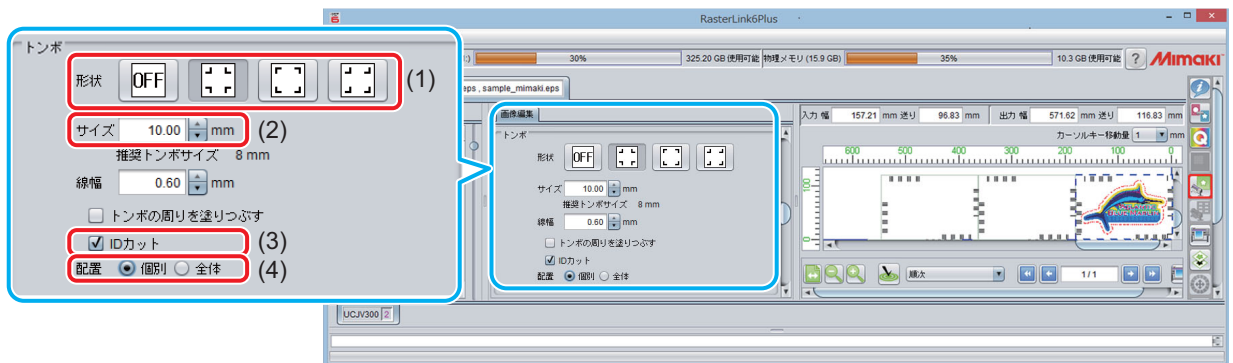 RasterLink6Plus
トンボ
形状 OFF (1)
サイズ 10.00 mm (2)
推奨トンボサイズ 8 mm
線幅 0.60 mm
トンボの周りを塗りつぶす
IDカット (3)
配置 個別 全体 (4)
30% 325.20 GB 使用可能 物理メモリ (15.9 GB) 35% 10.3 GB 使用可能 ? Mimaki
eps , sample_mimaki.eps
画像編集
トンボ
形状 OFF
サイズ 10.00 mm
推奨トンボサイズ 8 mm
線幅 0.60 mm
トンボの周りを塗りつぶす
IDカット
配置 個別 全体
入力 幅 157.21 mm 送り 96.83 mm 出力 幅 571.62 mm 送り 116.83 mm
カーソルキー移動量 1 mm
600 500 400 300 200 100 0
100
0
順次 1/1
UCJV300 2